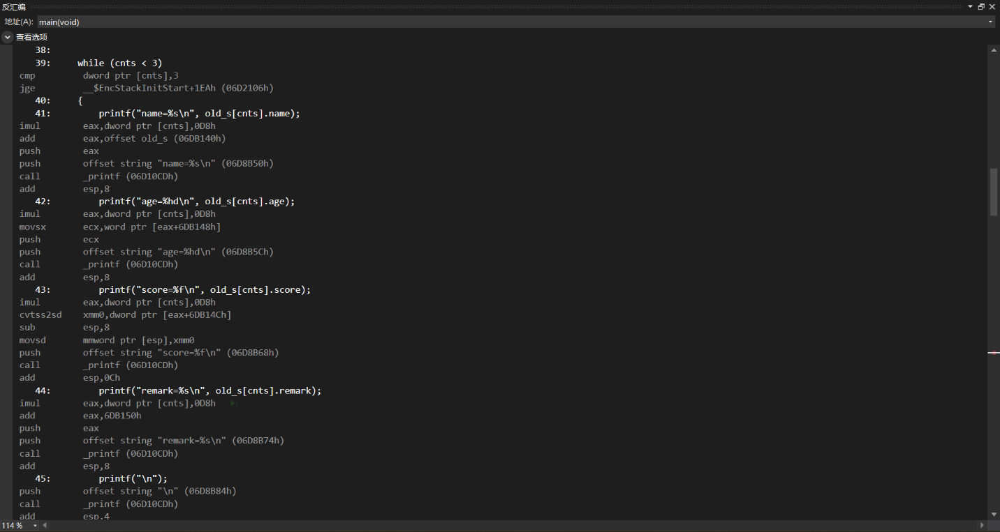 反汇编
地址(A): main(void)
查看选项
38:
39: while (cnts < 3)
cmp dword ptr [cnts],3
jge __$EncStackInitStart+1EAh (06D2106h)
40: {
41: printf("name=%s\n", old_s[cnts].name);
imul eax,dword ptr [cnts],0D8h
add eax,offset old_s (06DB140h)
push eax
push offset string "name=%s\n" (06D8B50h)
call _printf (06D10CDh)
add esp,8
42: printf("age=%hd\n", old_s[cnts].age);
imul eax,dword ptr [cnts],0D8h
movsx ecx,word ptr [eax+6DB148h]
push ecx
push offset string "age=%hd\n" (06D8B5Ch)
call _printf (06D10CDh)
add esp,8
43: printf("score=%f\n", old_s[cnts].score);
imul eax,dword ptr [cnts],0D8h
cvtss2sd xmm0,dword ptr [eax+6DB14Ch]
sub esp,8
movsd mmword ptr [esp],xmm0
push offset string "score=%f\n" (06D8B68h)
call _printf (06D10CDh)
add esp,0Ch
44: printf("remark=%s\n", old_s[cnts].remark);
imul eax,dword ptr [cnts],0D8h
add eax,6DB150h
push eax
push offset string "remark=%s\n" (06D8B74h)
call _printf (06D10CDh)
add esp,8
45: printf("\n");
push offset string "\n" (06D8B84h)
call _printf (06D10CDh)
add esp,4
114 %